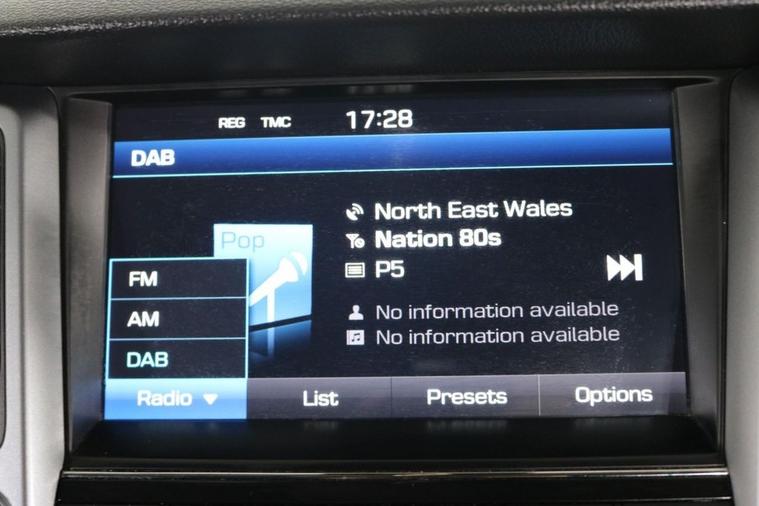 REG TMC 17:28
DAB
North East Wales
Nation 80s
P5
Pop
No information available
No information available
FM
AM
DAB
Radio List Presets Options